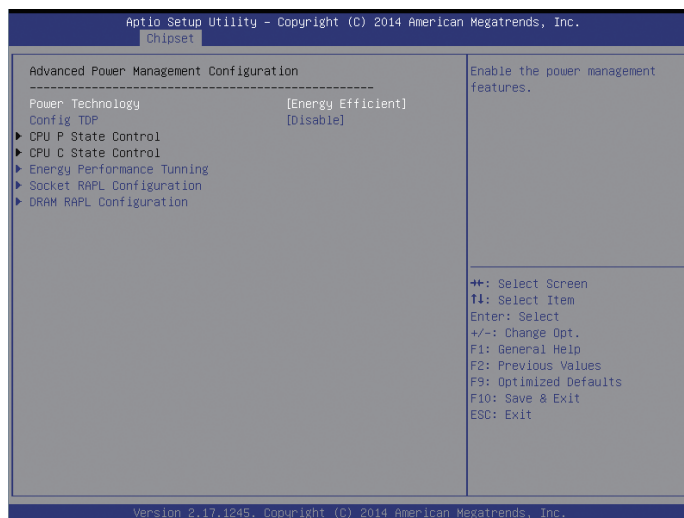 Aptio Setup Utility – Copyright (C) 2014 American Megatrends, Inc.
Chipset
Advanced Power Management Configuration
--------------------------------------------------
Power Technology [Energy Efficient]
Config TDP [Disable]
CPU P State Control
CPU C State Control
Energy Performance Tunning
Socket RAPL Configuration
DRAM RAPL Configuration
Enable the power management
features.
→←: Select Screen
↑↓: Select Item
Enter: Select
+/-: Change Opt.
F1: General Help
F2: Previous Values
F9: Optimized Defaults
F10: Save & Exit
ESC: Exit
Version 2.17.1245. Copyright (C) 2014 American Megatrends, Inc.